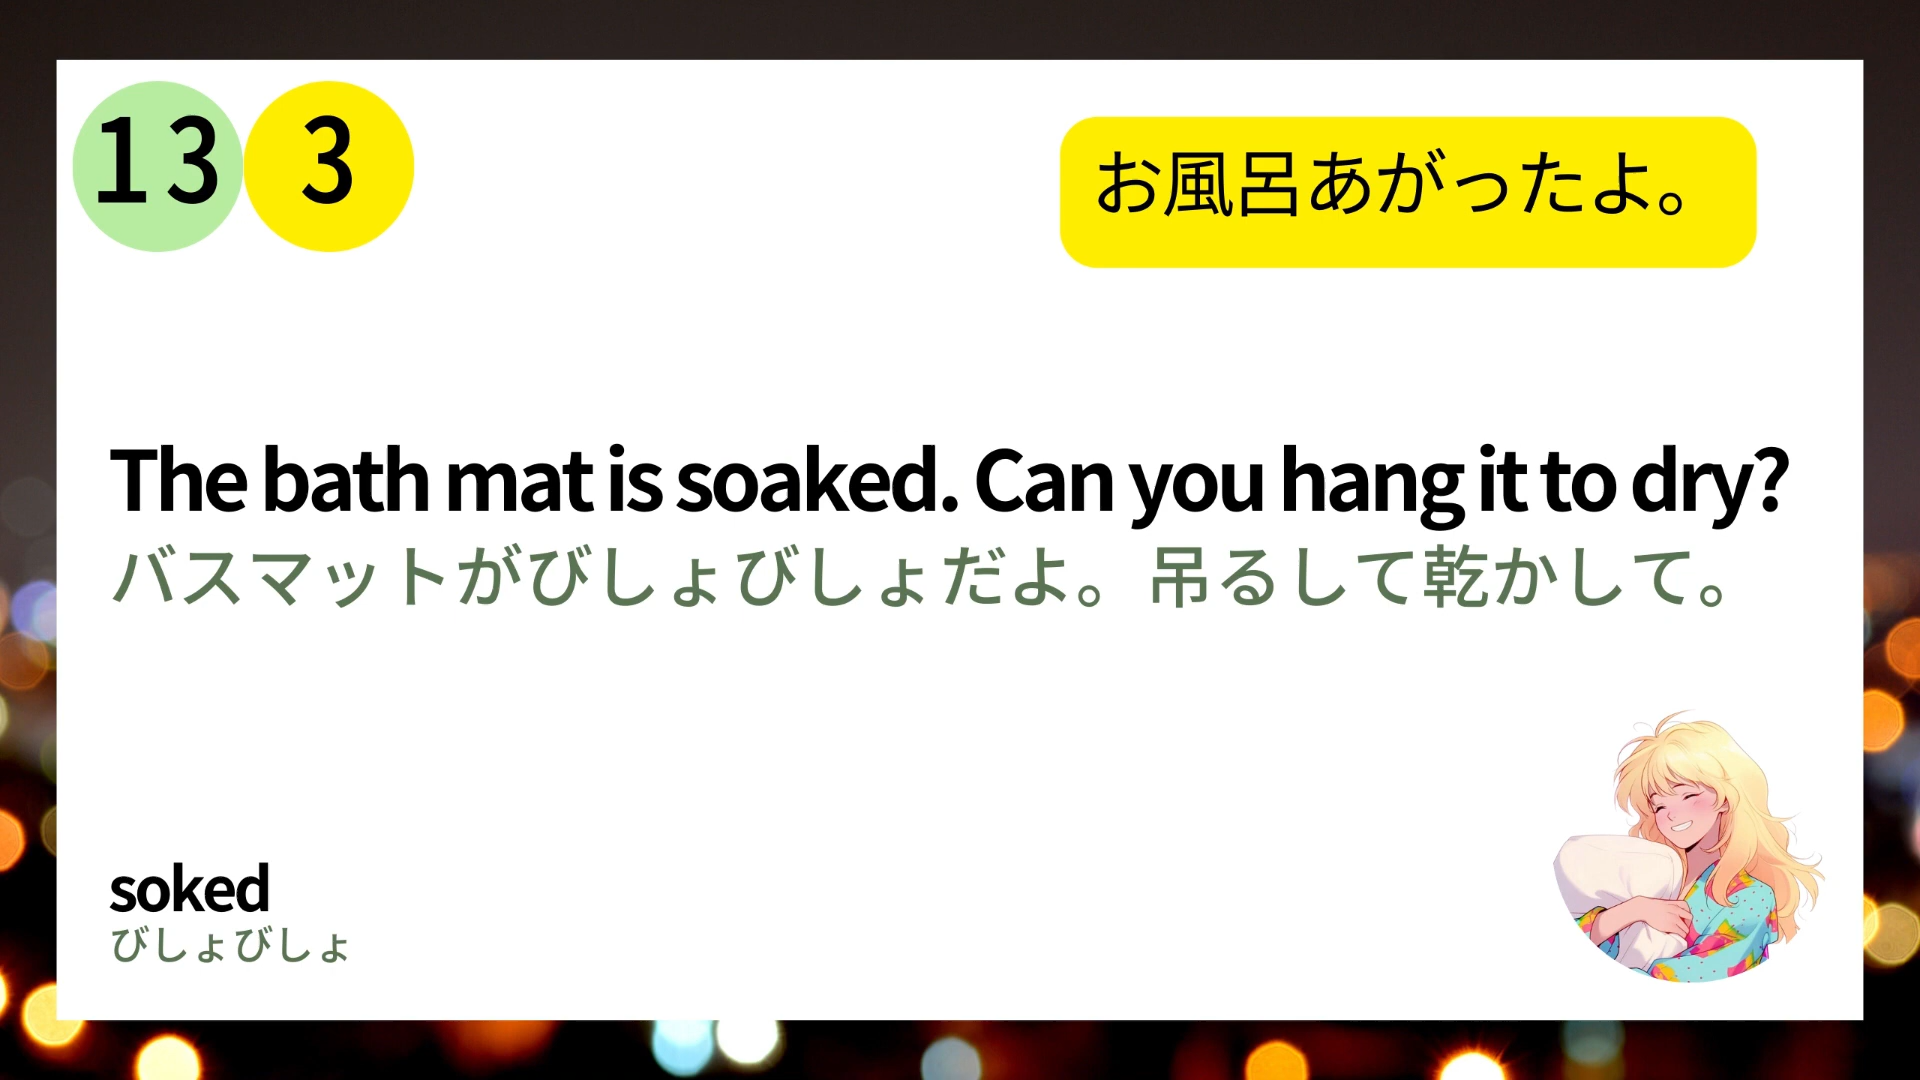 13 3
お風呂あがったよ。
The bath mat is soaked. Can you hang it to dry?
バスマットがびしょびしょだよ。吊るして乾かして。
soked
びしょびしょ